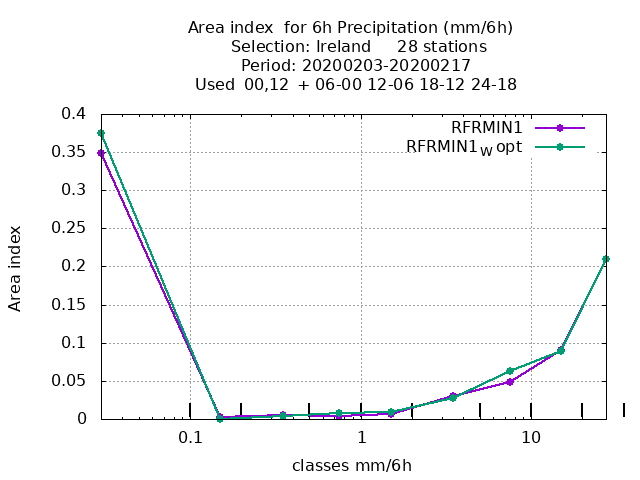 Area index  for 6h Precipitation (mm/6h)
Selection: Ireland     28 stations
Period: 20200203-20200217
Used  00,12  + 06-00 12-06 18-12 24-18
RFRMIN1
RFRMIN1W opt
0.4
0.35
0.3
0.25
0.2
0.15
0.1
0.05
0
Area index
0.1 1 10
classes mm/6h